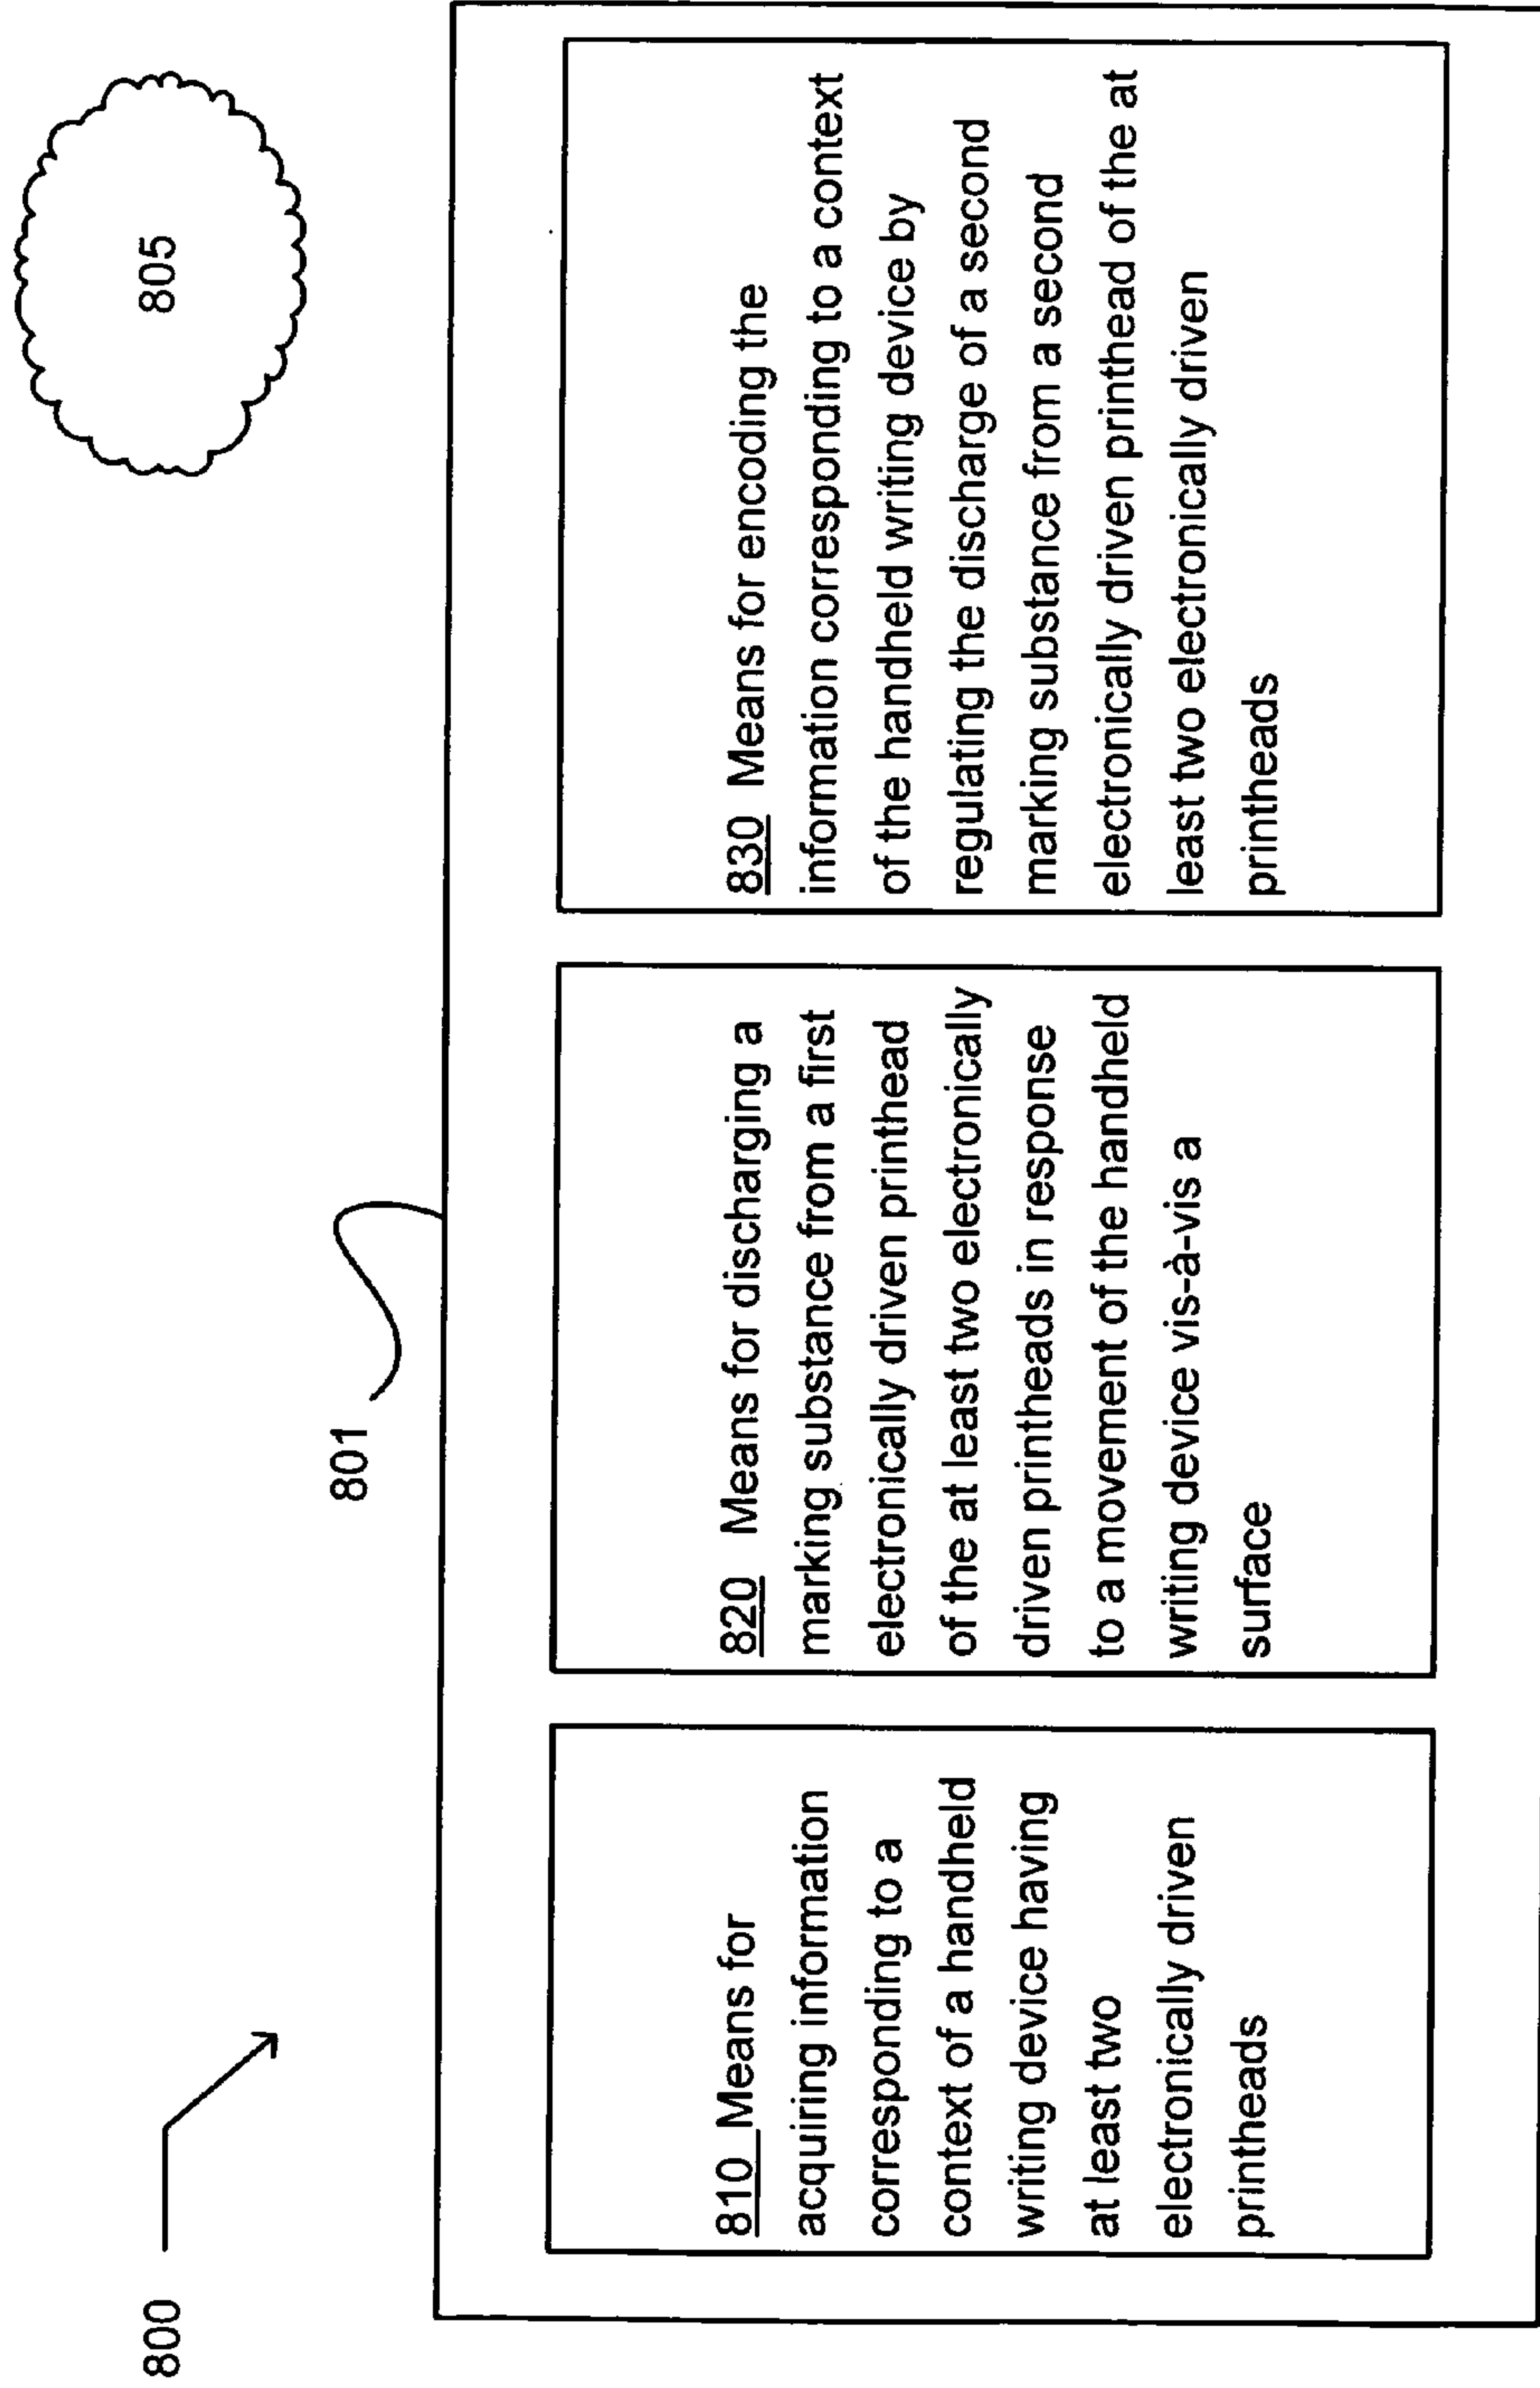 800
805
801
810 Means for
acquiring information
corresponding to a
context of a handheld
writing device having
at least two
electronically driven
printheads
820 Means for discharging a
marking substance from a first
electronically driven printhead
of the at least two electronically
driven printheads in response
to a movement of the handheld
writing device vis-à-vis a
surface
830 Means for encoding the
information corresponding to a context
of the handheld writing device by
regulating the discharge of a second
marking substance from a second
electronically driven printhead of the at
least two electronically driven
printheads